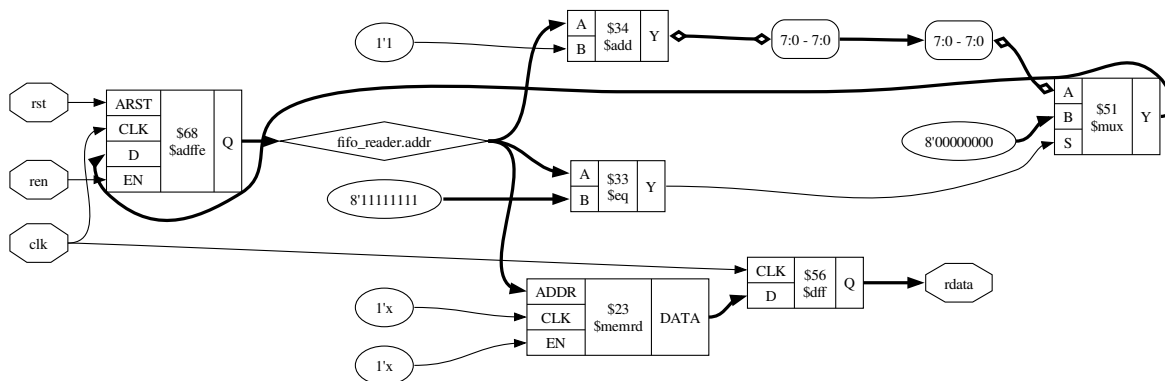 rst
ren
clk
ARST
CLK
D
EN
$68
$adffe
Q
fifo_reader.addr
1'1
A
B
$34
$add
Y
7:0 - 7:0
7:0 - 7:0
8'11111111
A
B
$33
$eq
Y
8'00000000
A
B
S
$51
$mux
Y
1'x
1'x
ADDR
CLK
EN
$23
$memrd
DATA
CLK
D
$56
$dff
Q
rdata